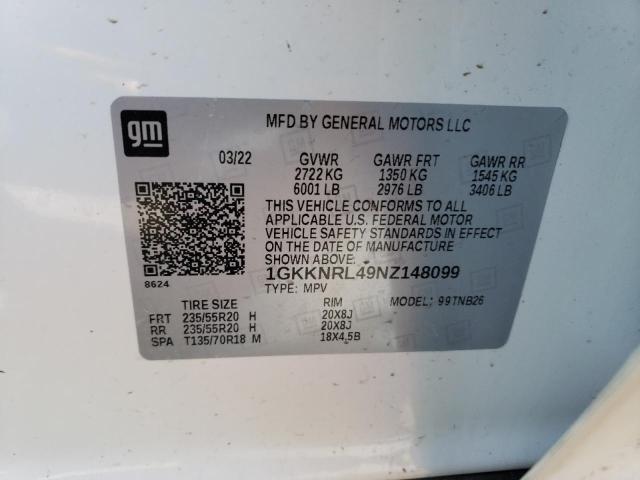 gm
MFD BY GENERAL MOTORS LLC
03/22 GVWR GAWR FRT GAWR RR
2722 KG 1350 KG 1545 KG
6001 LB 2976 LB 3406 LB
THIS VEHICLE CONFORMS TO ALL
APPLICABLE U.S. FEDERAL MOTOR
VEHICLE SAFETY STANDARDS IN EFFECT
ON THE DATE OF MANUFACTURE
SHOWN ABOVE.
1GKKNRL49NZ148099
8624
TYPE: MPV
TIRE SIZE RIM MODEL: 99TNB26
FRT 235/55R20 H 20X8J
RR 235/55R20 H 20X8J
SPA T135/70R18 M 18X4.5B